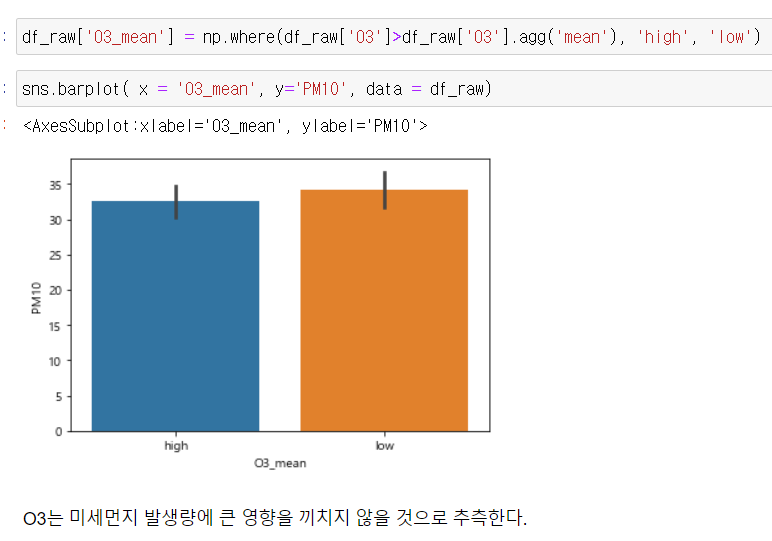 : df_raw['O3_mean'] = np.where(df_raw['O3']>df_raw['O3'].agg('mean'), 'high', 'low')
: sns.barplot( x = 'O3_mean', y='PM10', data = df_raw)
: <AxesSubplot:xlabel='O3_mean', ylabel='PM10'>
35
30
25
20
15
10
5
0
PM10
high low
O3_mean
O3는 미세먼지 발생량에 큰 영향을 끼치지 않을 것으로 추측한다.